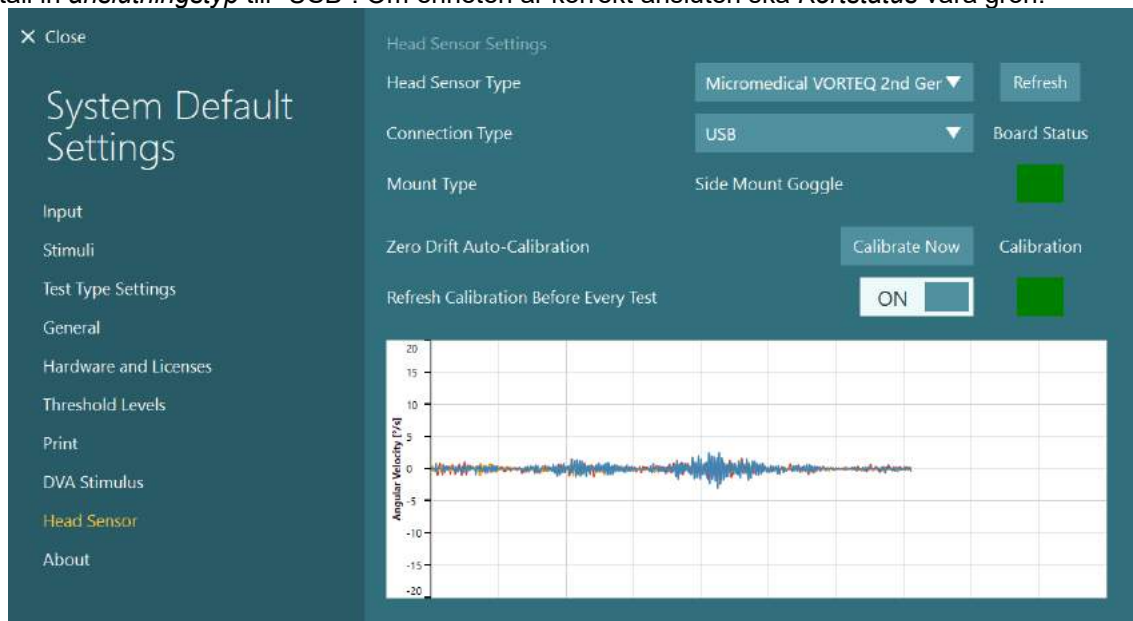 anslutningstyp till "USB". Om enheten är korrekt ansluten ska Kortstatus vara grön.
× Close
System Default
Settings
Input
Stimuli
Test Type Settings
General
Hardware and Licenses
Threshold Levels
Print
DVA Stimulus
Head Sensor
About
Head Sensor Settings
Head Sensor Type
Micromedical VORTEQ 2nd Ger
Refresh
Connection Type
USB
Board Status
Mount Type
Side Mount Goggle
Zero Drift Auto-Calibration
Calibrate Now
Calibration
Refresh Calibration Before Every Test
ON
Angular Velocity [°/s]
20
15
10
5
0
-5
-10
-15
-20